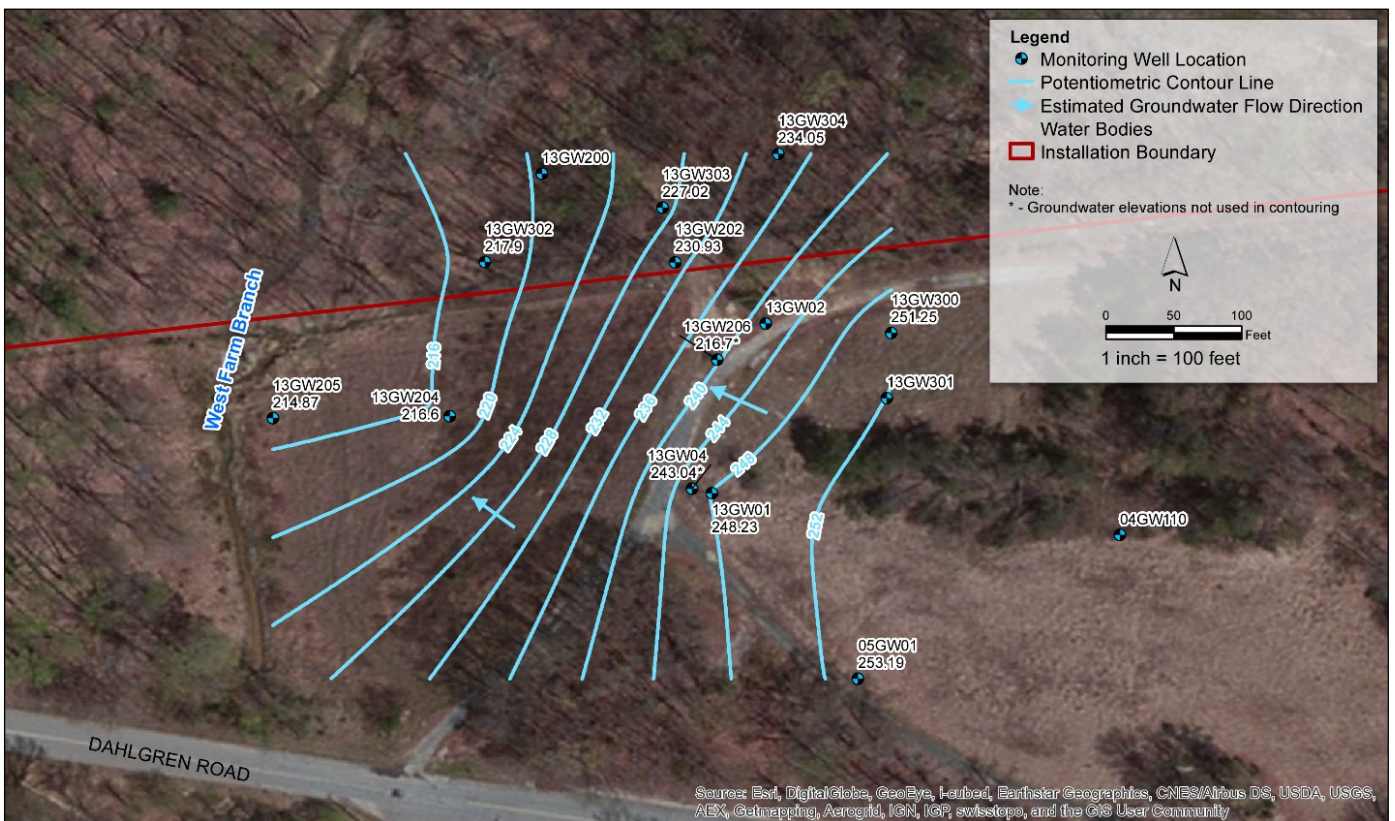 Legend
Monitoring Well Location
Potentiometric Contour Line
Estimated Groundwater Flow Direction
Water Bodies
Installation Boundary
Note:
* - Groundwater elevations not used in contouring
N
0 50 100
Feet
1 inch = 100 feet
13GW304
234.05
13GW200
13GW303
227.02
13GW302
217.9
13GW202
230.93
West Farm Branch
13GW02
13GW300
251.25
13GW206
216.7*
216
13GW301
13GW205
214.87
13GW204
216.6
220
224
228
232
236
240
244
248
252
13GW04
243.04*
13GW01
248.23
04GW110
05GW01
253.19
DAHLGREN ROAD
Source: Esri, DigitalGlobe, GeoEye, i-cubed, Earthstar Geographics, CNES/Airbus DS, USDA, USGS,
AEX, Getmapping, Aerogrid, IGN, IGP, swisstopo, and the GIS User Community